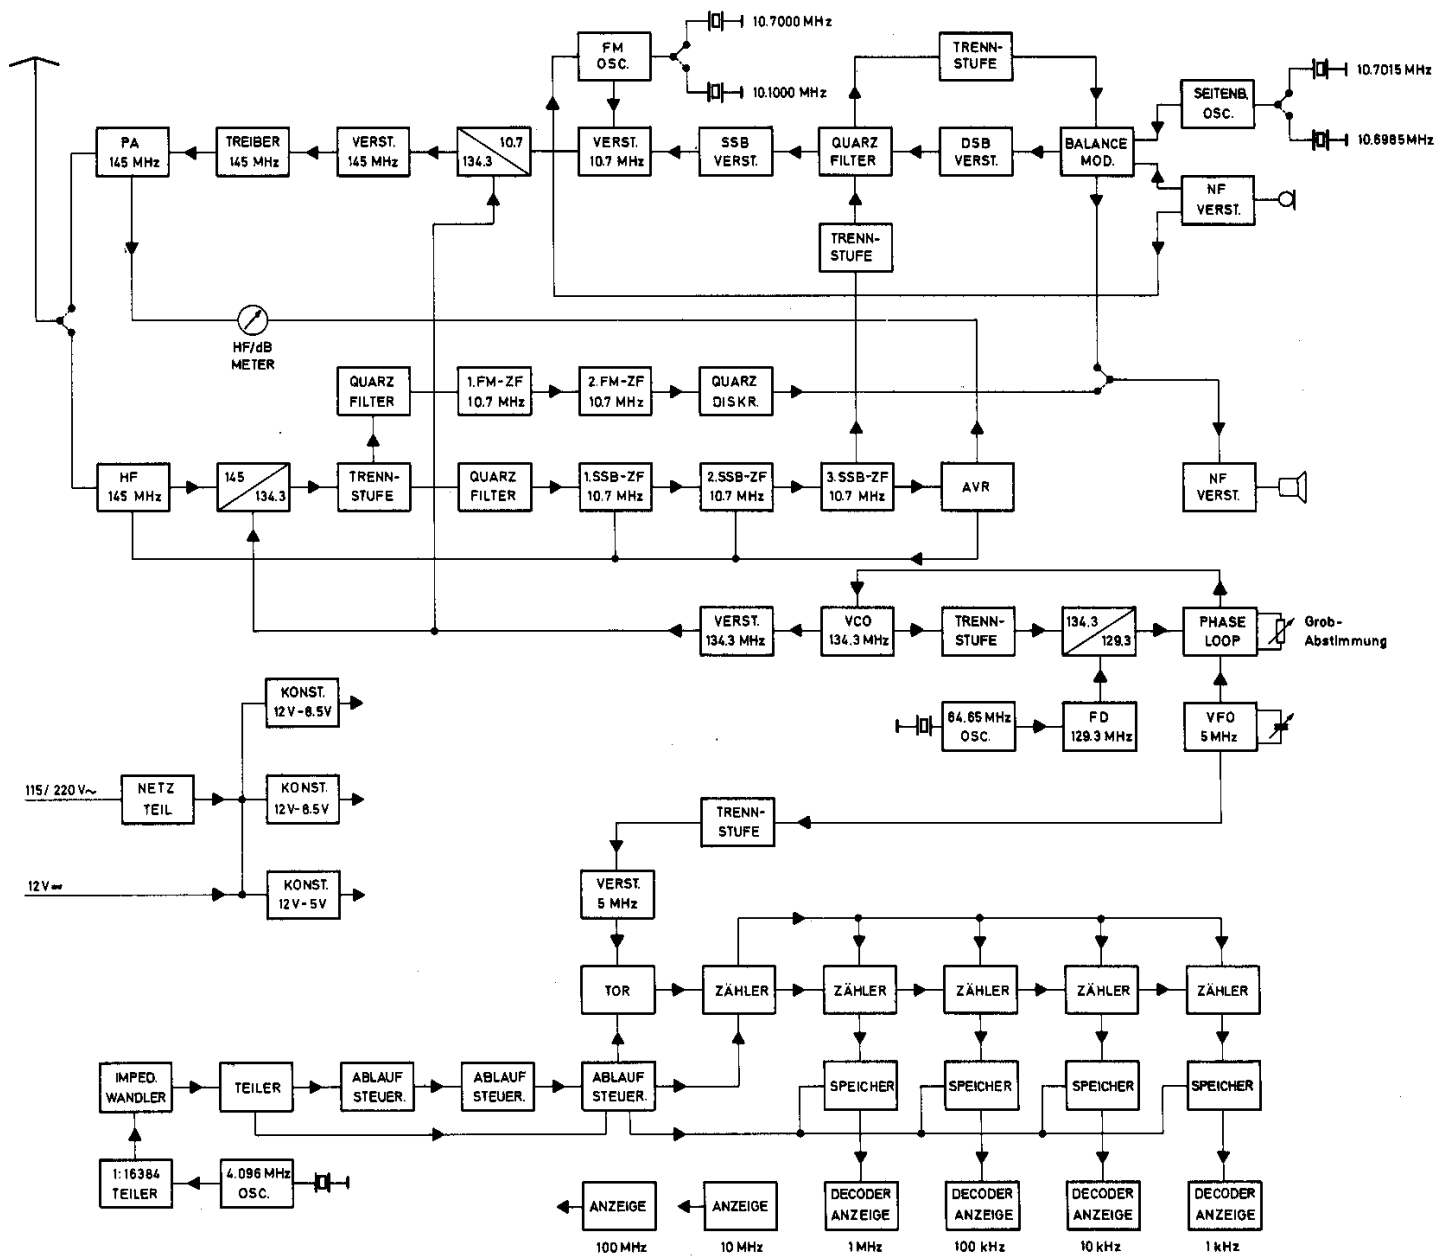 10.7000 MHz
FM
OSC.
TRENN-
STUFE
10.7015 MHz
10.1000 MHz
SEITENB.
OSC.
10.6985 MHz
PA
145 MHz
TREIBER
145 MHz
VERST.
145 MHz
10.7
134.3
VERST.
10.7 MHz
SSB
VERST.
QUARZ
FILTER
DSB
VERST.
BALANCE
MOD.
NF
VERST.
TRENN-
STUFE
HF/dB
METER
QUARZ
FILTER
1.FM-ZF
10.7 MHz
2.FM-ZF
10.7 MHz
QUARZ
DISKR.
HF
145 MHz
145
134.3
TRENN-
STUFE
QUARZ
FILTER
1.SSB-ZF
10.7 MHz
2.SSB-ZF
10.7 MHz
3.SSB-ZF
10.7 MHz
AVR
NF
VERST.
VERST.
134.3 MHz
VCO
134.3 MHz
TRENN-
STUFE
134.3
129.3
PHASE
LOOP
Grob-
Abstimmung
KONST.
12V-8.5V
64.65 MHz
OSC.
FD
129.3 MHz
VFO
5 MHz
115/ 220 V~
NETZ
TEIL
KONST.
12V-8.5V
TRENN-
STUFE
12V
KONST.
12V-5V
VERST.
5 MHz
TOR
ZÄHLER
ZÄHLER
ZÄHLER
ZÄHLER
ZÄHLER
IMPED.
WANDLER
TEILER
ABLAUF
STEUER.
ABLAUF
STEUER.
ABLAUF
STEUER.
SPEICHER
SPEICHER
SPEICHER
SPEICHER
1:16384
TEILER
4.096 MHz
OSC.
ANZEIGE
ANZEIGE
DECODER
ANZEIGE
DECODER
ANZEIGE
DECODER
ANZEIGE
DECODER
ANZEIGE
100 MHz
10 MHz
1 MHz
100 kHz
10 kHz
1 kHz